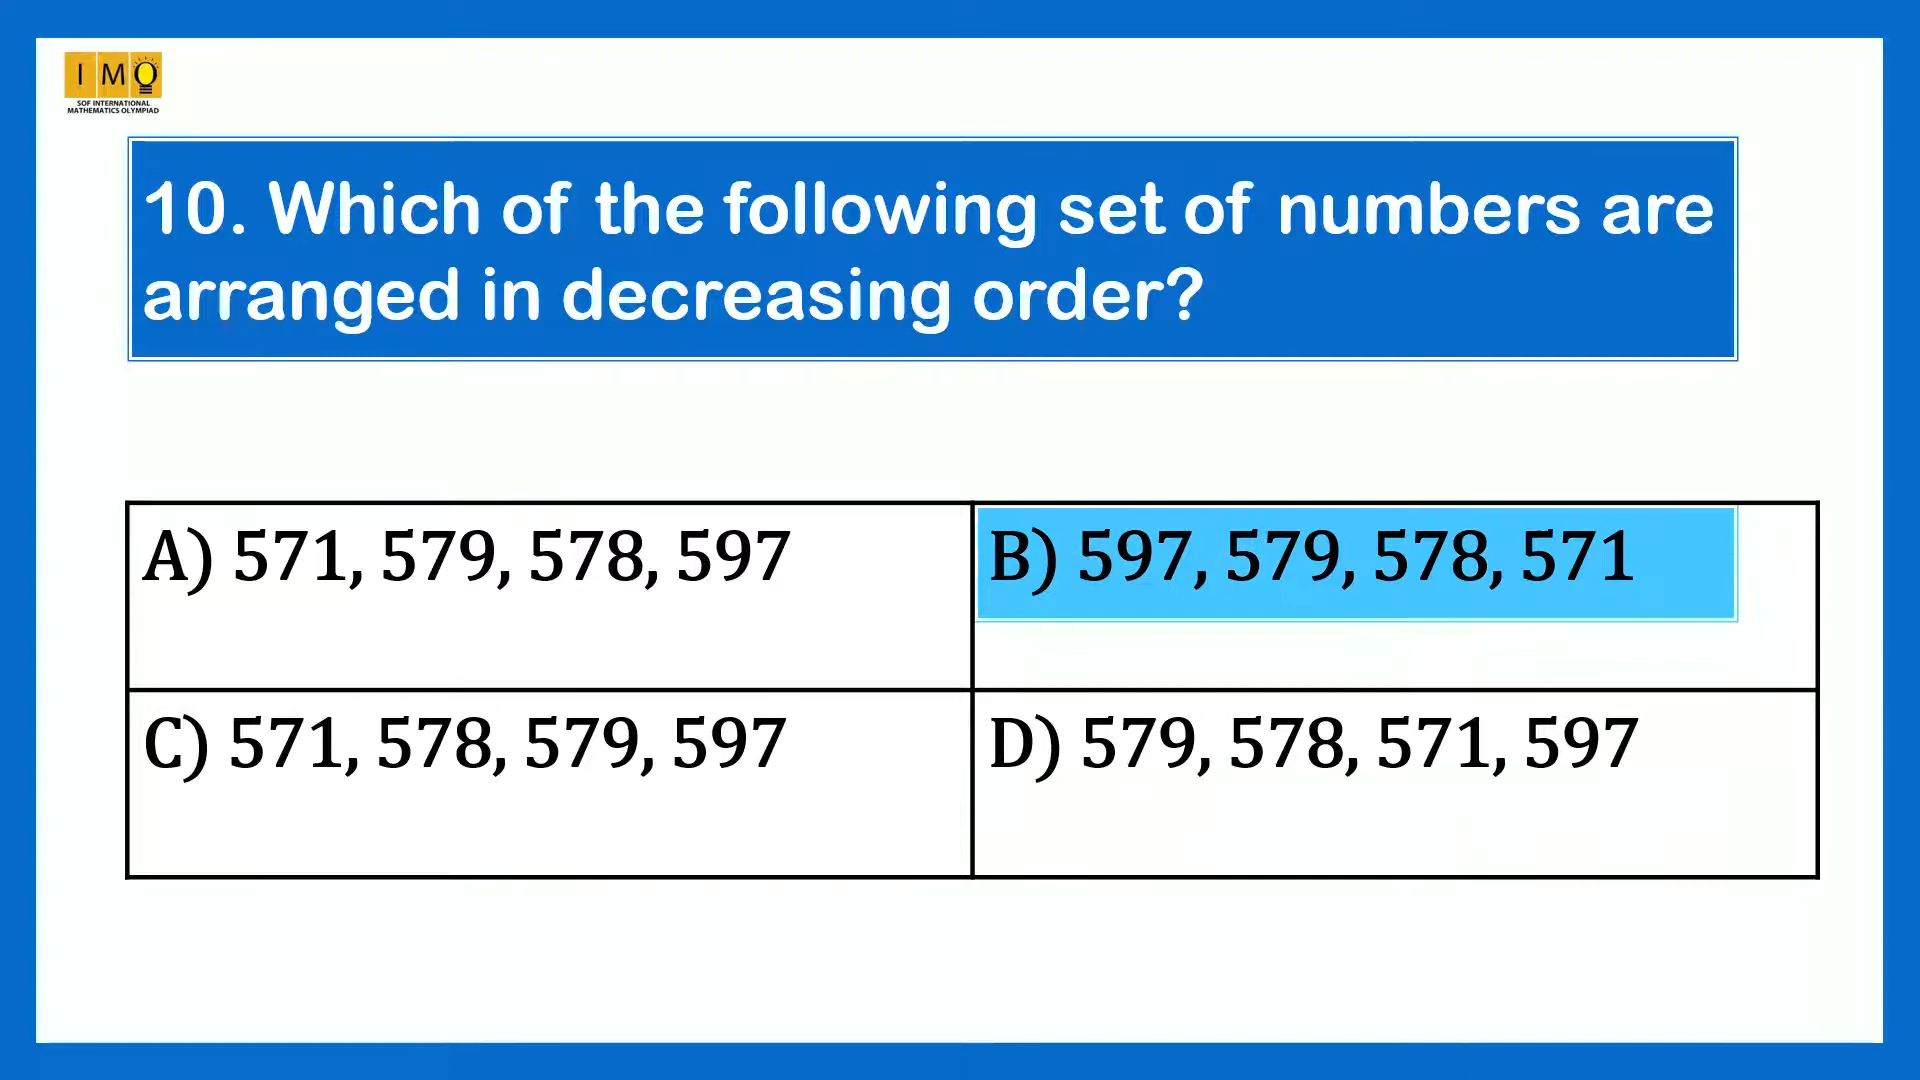 IMO
SOF INTERNATIONAL
MATHEMATICS OLYMPIAD
10. Which of the following set of numbers are
arranged in decreasing order?
A) 571, 579, 578, 597
B) 597, 579, 578, 571
C) 571, 578, 579, 597
D) 579, 578, 571, 597